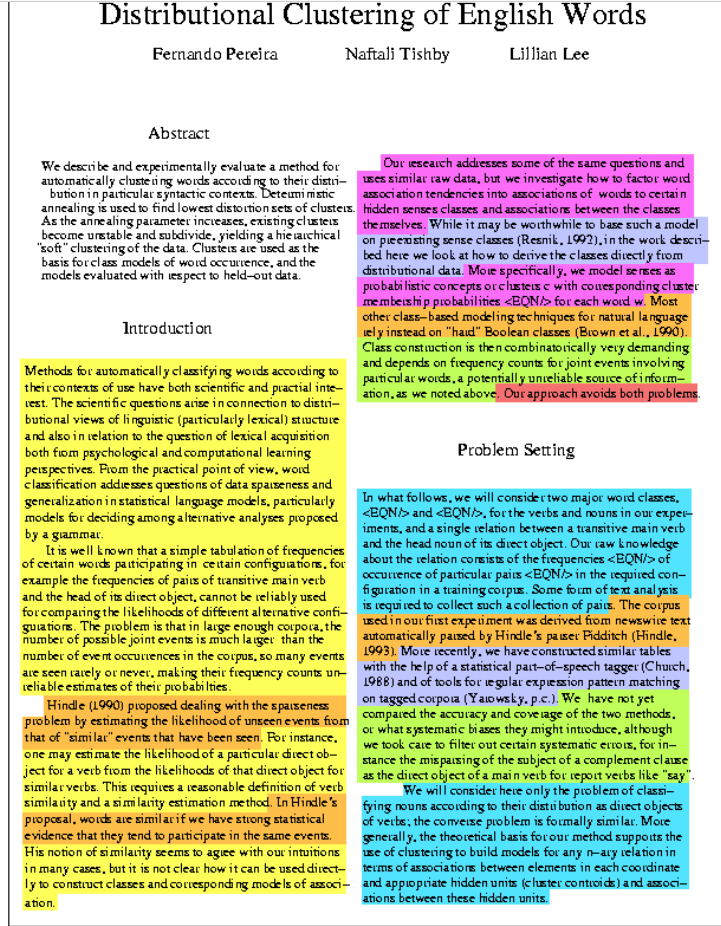 Distributional Clustering of English Words
Fernando Pereira Naftali Tishby Lillian Lee
Abstract
We describe and experimentally evaluate a method for
automatically clustering words according to their distri–
bution in particular syntactic contexts. Deterministic
annealing is used to find lowest distortion sets of clusters.
As the annealing parameter increases, existing clusters
become unstable and subdivide, yielding a hierarchical
"soft" clustering of the data. Clusters are used as the
basis for class models of word occurrence, and the
models evaluated with respect to held–out data.
Introduction
Methods for automatically classifying words according to
their contexts of use have both scientific and practial inte–
rest. The scientific questions arise in connection to distri–
butional views of linguistic (particularly lexical) structure
and also in relation to the question of lexical acquisition
both from psychological and computational learning
perspectives. From the practical point of view, word
classification addresses questions of data sparseness and
generalization in statistical language models, particularly
models for deciding among alternative analyses proposed
by a grammar.
It is well known that a simple tabulation of frequencies
of certain words participating in certain configurations, for
example the frequencies of pairs of transitive main verb
and the head of its direct object, cannot be reliably used
for comparing the likelihoods of different alternative confi–
gurations. The problem is that in large enough corpora, the
number of possible joint events is much larger than the
number of event occurrences in the corpus, so many events
are seen rarely or never, making their frequency counts un–
reliable estimates of their probabilties.
Hindle (1990) proposed dealing with the sparseness
problem by estimating the likelihood of unseen events from
that of "similar" events that have been seen. For instance,
one may estimate the likelihood of a particular direct ob–
ject for a verb from the likelihoods of that direct object for
similar verbs. This requires a reasonable definition of verb
similarity and a similarity estimation method. In Hindle's
proposal, words are similar if we have strong statistical
evidence that they tend to participate in the same events.
His notion of similarity seems to agree with our intuitions
in many cases, but it is not clear how it can be used direct–
ly to construct classes and corresponding models of associ–
ation.
Our research addresses some of the same questions and
uses similar raw data, but we investigate how to factor word
association tendencies into associations of words to certain
hidden senses classes and associations between the classes
themselves. While it may be worthwhile to base such a model
on preexisting sense classes (Resnik, 1992), in the work descri–
bed here we look at how to derive the classes directly from
distributional data. More specifically, we model senses as
probabilistic concepts or clusters c with corresponding cluster
membership probabilities <EQN/> for each word w. Most
other class–based modeling techniques for natural language
rely instead on "hard" Boolean classes (Brown et al., 1990).
Class construction is then combinatorically very demanding
and depends on frequency counts for joint events involving
particular words, a potentially unreliable source of inform–
ation, as we noted above. Our approach avoids both problems.
Problem Setting
In what follows, we will consider two major word classes,
<EQN/> and <EQN/>, for the verbs and nouns in our exper–
iments, and a single relation between a transitive main verb
and the head noun of its direct object. Our raw knowledge
about the relation consists of the frequencies <EQN/> of
occurrence of particular pairs <EQN/> in the required con–
figuration in a training corpus. Some form of text analysis
is required to collect such a collection of pairs. The corpus
used in our first experiment was derived from newswire text
automatically parsed by Hindle's parser Fidditch (Hindle,
1993). More recently, we have constructed similar tables
with the help of a statistical part–of–speech tagger (Church,
1988) and of tools for regular expression pattern matching
on tagged corpora (Yarowsky, p.c.). We have not yet
compared the accuracy and coverage of the two methods,
or what systematic biases they might introduce, although
we took care to filter out certain systematic errors, for in–
stance the misparsing of the subject of a complement clause
as the direct object of a main verb for report verbs like "say".
We will consider here only the problem of classi–
fying nouns according to their distribution as direct objects
of verbs; the converse problem is formally similar. More
generally, the theoretical basis for our method supports the
use of clustering to build models for any n–ary relation in
terms of associations between elements in each coordinate
and appropriate hidden units (cluster controids) and associ–
ations between these hidden units.